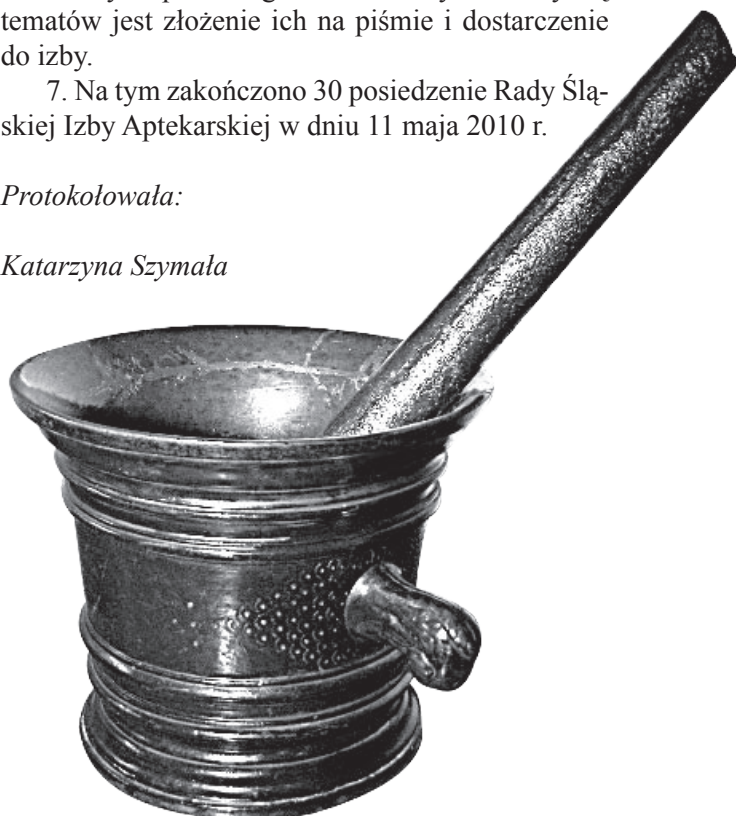 tematów jest złożenie ich na piśmie i dostarczenie
do izby.
7. Na tym zakończono 30 posiedzenie Rady Ślą-
skiej Izby Aptekarskiej w dniu 11 maja 2010 r.
Protokołowała:
Katarzyna Szymała